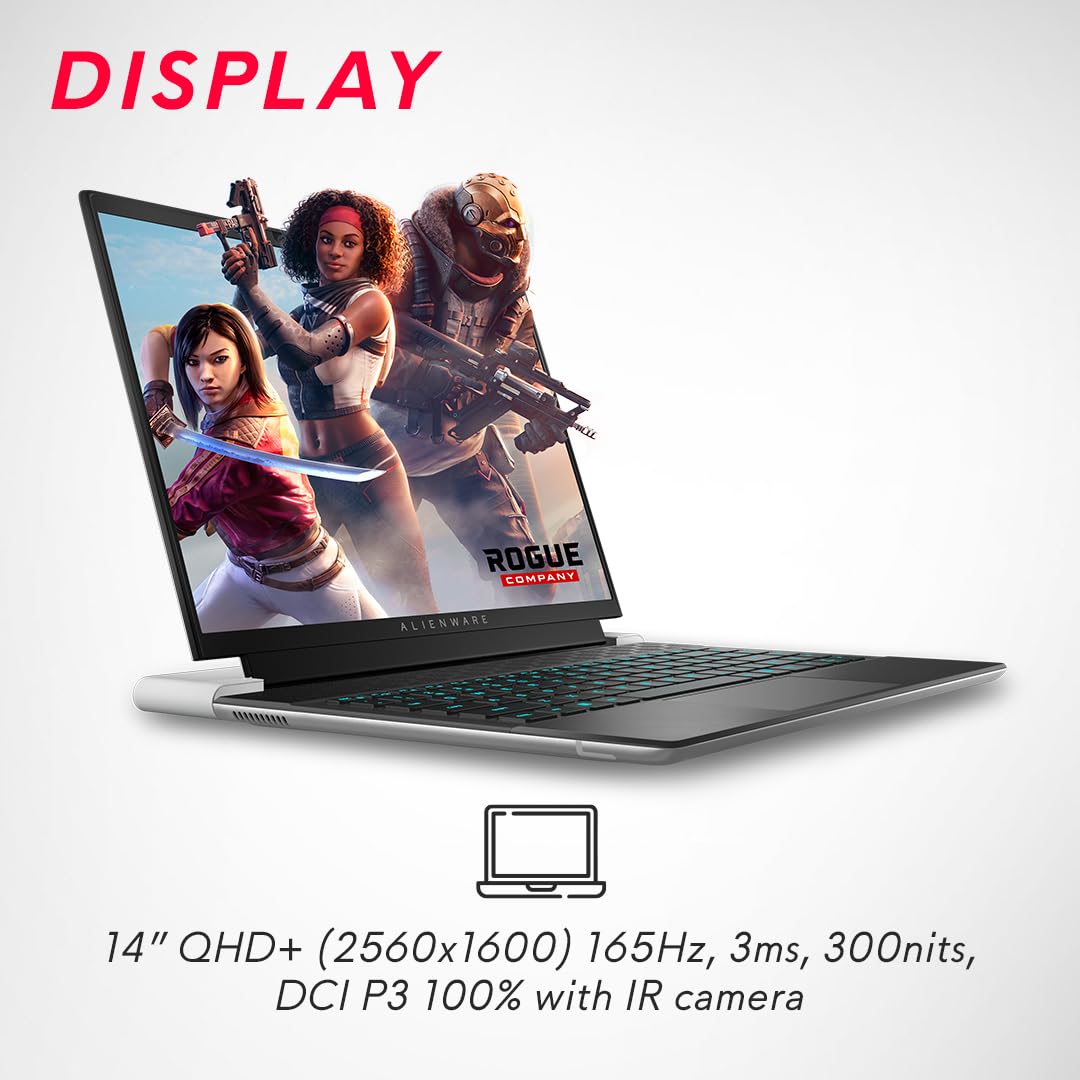 DISPLAY
ROGUE
COMPANY
ALIENWARE
14" QHD+ (2560x1600) 165Hz, 3ms, 300nits,
DCI P3 100% with IR camera